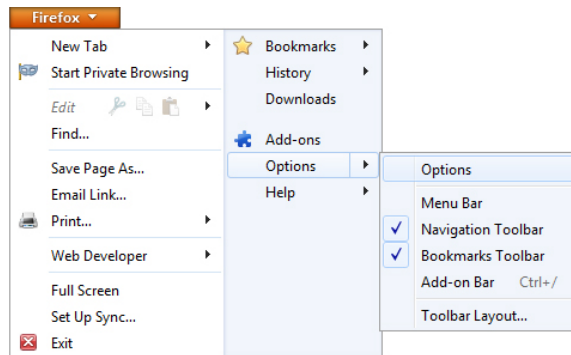 Firefox
New Tab
Start Private Browsing
Edit
Find...
Save Page As...
Email Link...
Print...
Web Developer
Full Screen
Set Up Sync...
Exit
Bookmarks
History
Downloads
Add-ons
Options
Help
Options
Menu Bar
Navigation Toolbar
Bookmarks Toolbar
Add-on Bar Ctrl+/
Toolbar Layout...